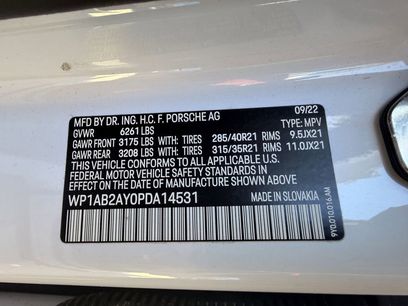 MFD BY DR. ING. H.C. F. PORSCHE AG 09/22
GVWR 6261 LBS TYPE: MPV
GAWR FRONT 3175 LBS WITH: TIRES 285/40R21 RIMS 9.5JX21
GAWR REAR 3208 LBS WITH: TIRES 315/35R21 RIMS 11.0JX21
THIS VEHICLE CONFORMS TO ALL APPLICABLE U.S.
FEDERAL MOTOR VEHICLE SAFETY STANDARDS IN
EFFECT ON THE DATE OF MANUFACTURE SHOWN ABOVE.
WP1AB2AY0PDA14531 MADE IN SLOVAKIA
9Y0.010.016.AM